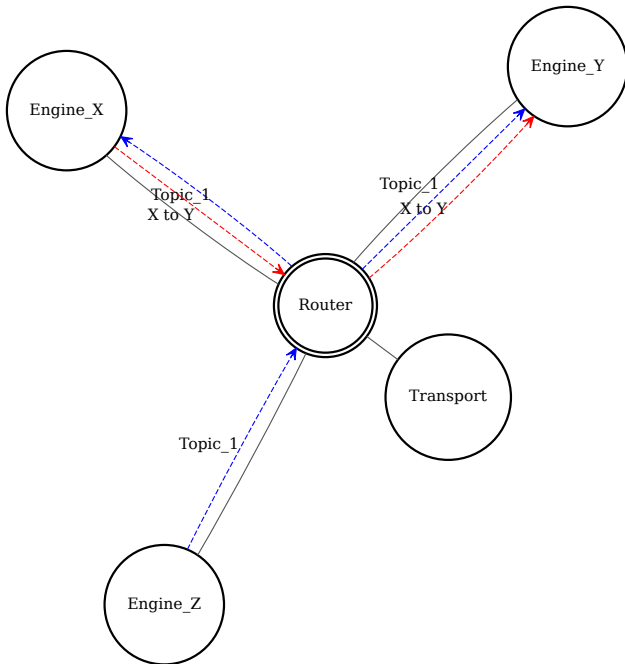 Engine_Y
Engine_X
Topic_1
Topic_1
X to Y
X to Y
Router
Transport
Topic_1
Engine_Z